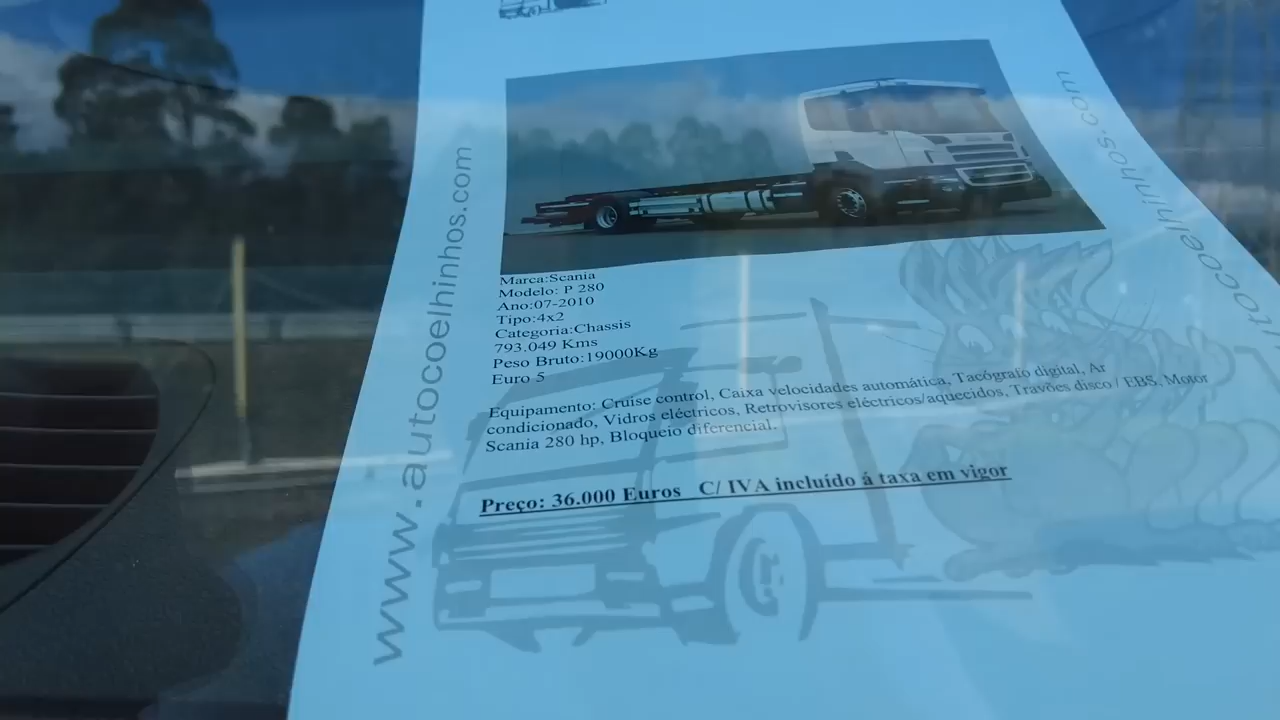 www.autocoelhinhos.com
utocoelhinhos.com
Marca:Scania
Modelo: P 280
Ano:07-2010
Tipo:4x2
Categoria:Chassis
793.049 Kms
Peso Bruto:19000Kg
Euro 5
Equipamento: Cruise control, Caixa velocidades automática, Tacógrafo digital, Ar
condicionado, Vidros eléctricos, Retrovisores eléctricos/aquecidos, Travões disco / EBS, Motor
Scania 280 hp, Bloqueio diferencial.
Preço: 36.000 Euros C/ IVA incluído á taxa em vigor